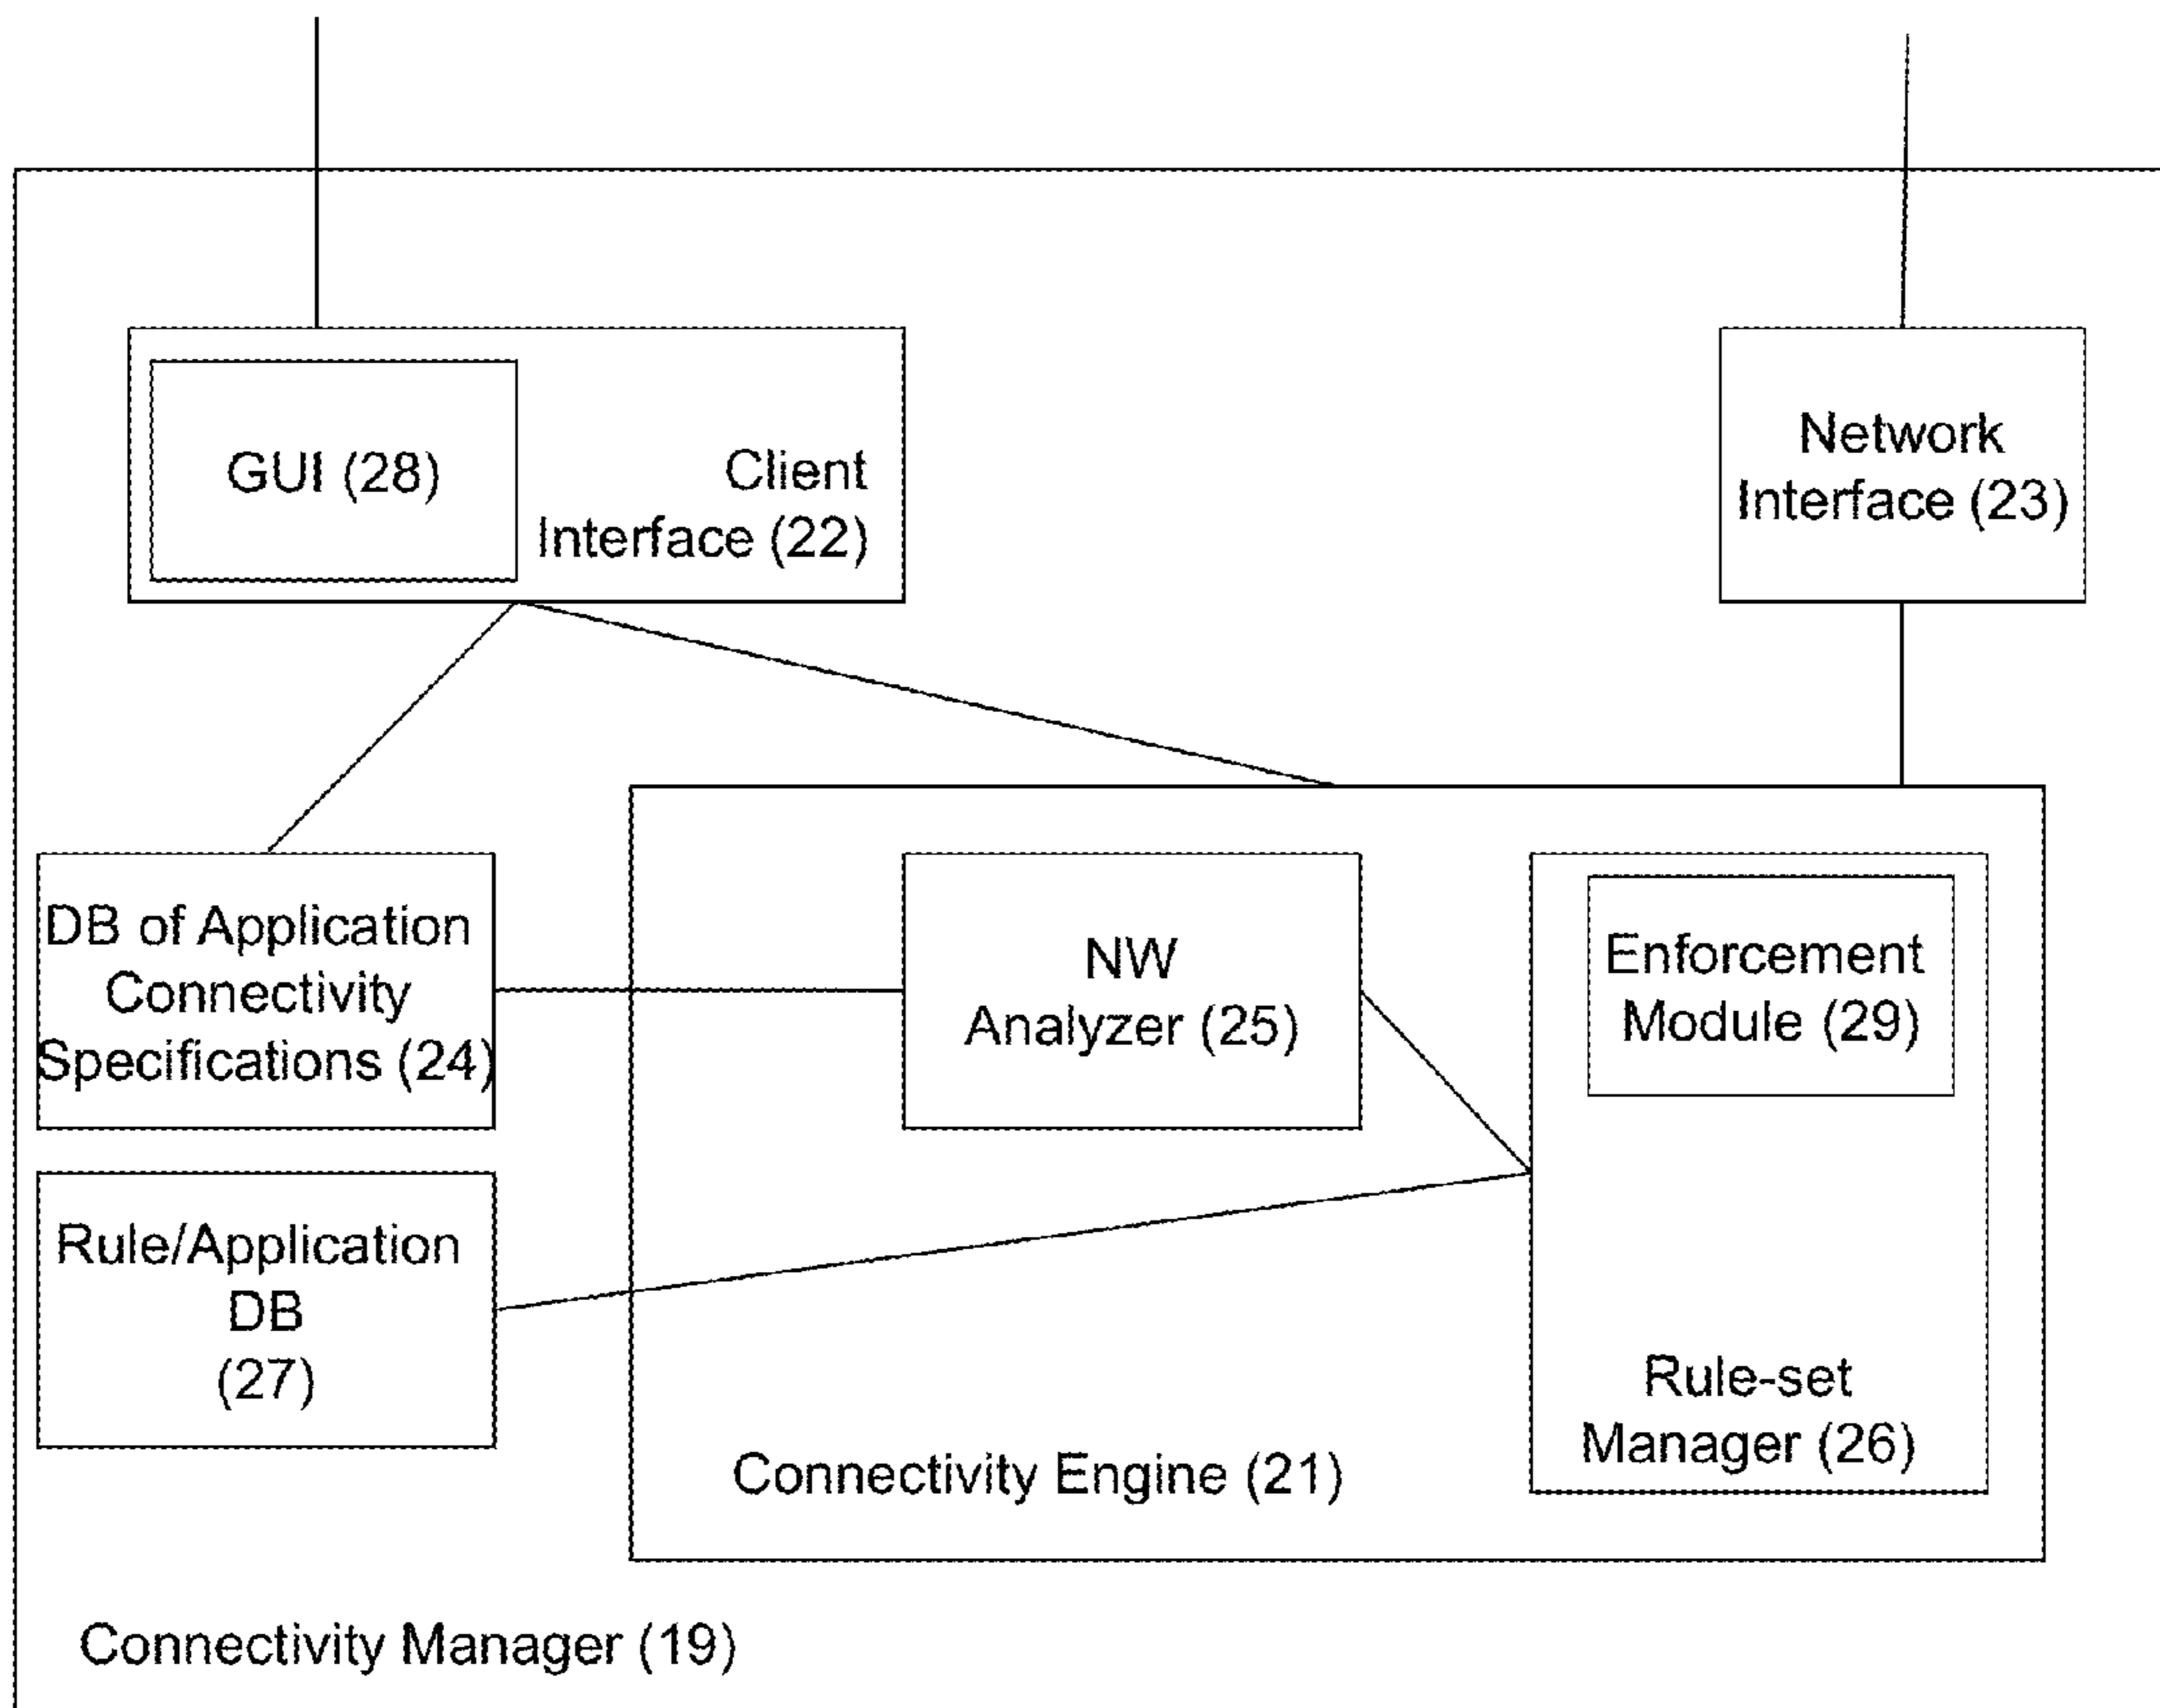 GUI (28)
Client
Interface (22)
Network
Interface (23)
DB of Application
Connectivity
Specifications (24)
NW
Analyzer (25)
Enforcement
Module (29)
Rule/Application
DB
(27)
Rule-set
Manager (26)
Connectivity Engine (21)
Connectivity Manager (19)